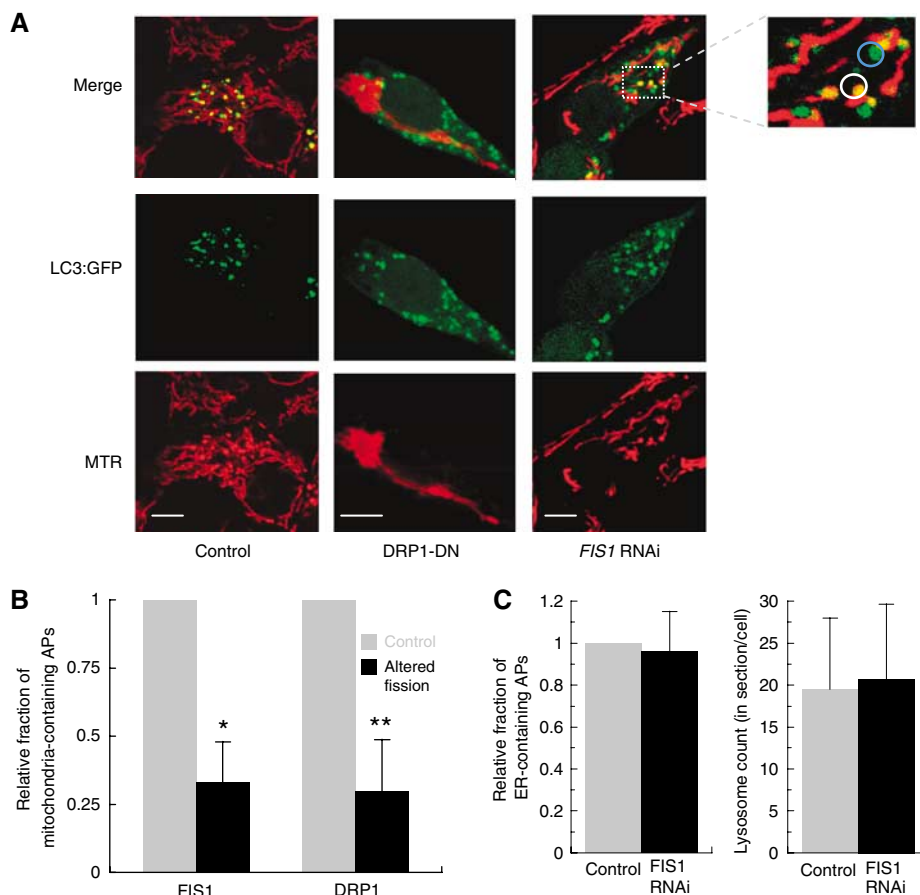 A
Merge
LC3:GFP
MTR
Control
DRP1-DN
FIS1 RNAi
B
Relative fraction of
mitochondria-containing APs
1
0.75
0.5
0.25
0
Control
Altered
fission
*
**
FIS1
DRP1
C
Relative fraction of
ER-containing APs
1.2
1
0.8
0.6
0.4
0.2
0
Control
FIS1
RNAi
Lysosome count (in section/cell)
30
25
20
15
10
5
0
Control
FIS1
RNAi